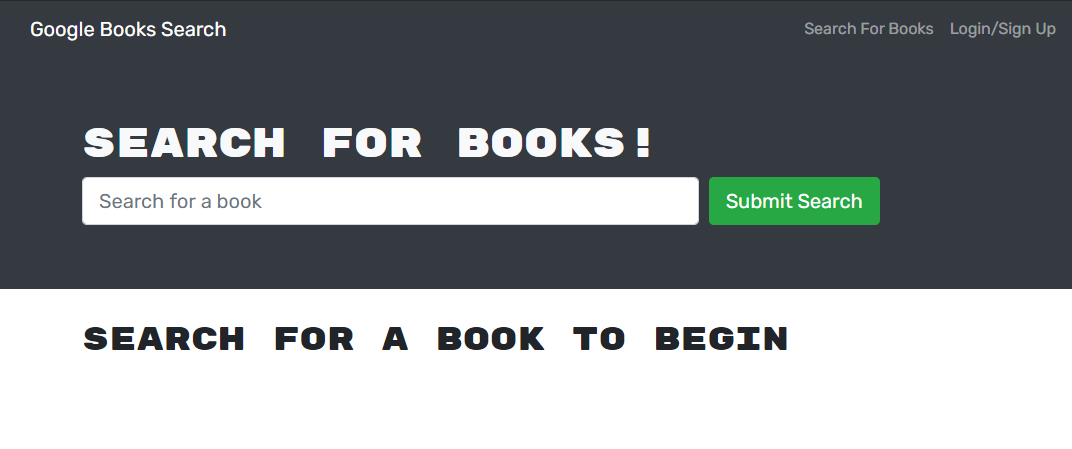 Google Books Search
Search For Books
Login/Sign Up
SEARCH FOR BOOKS!
Search for a book
Submit Search
SEARCH FOR A BOOK TO BEGIN